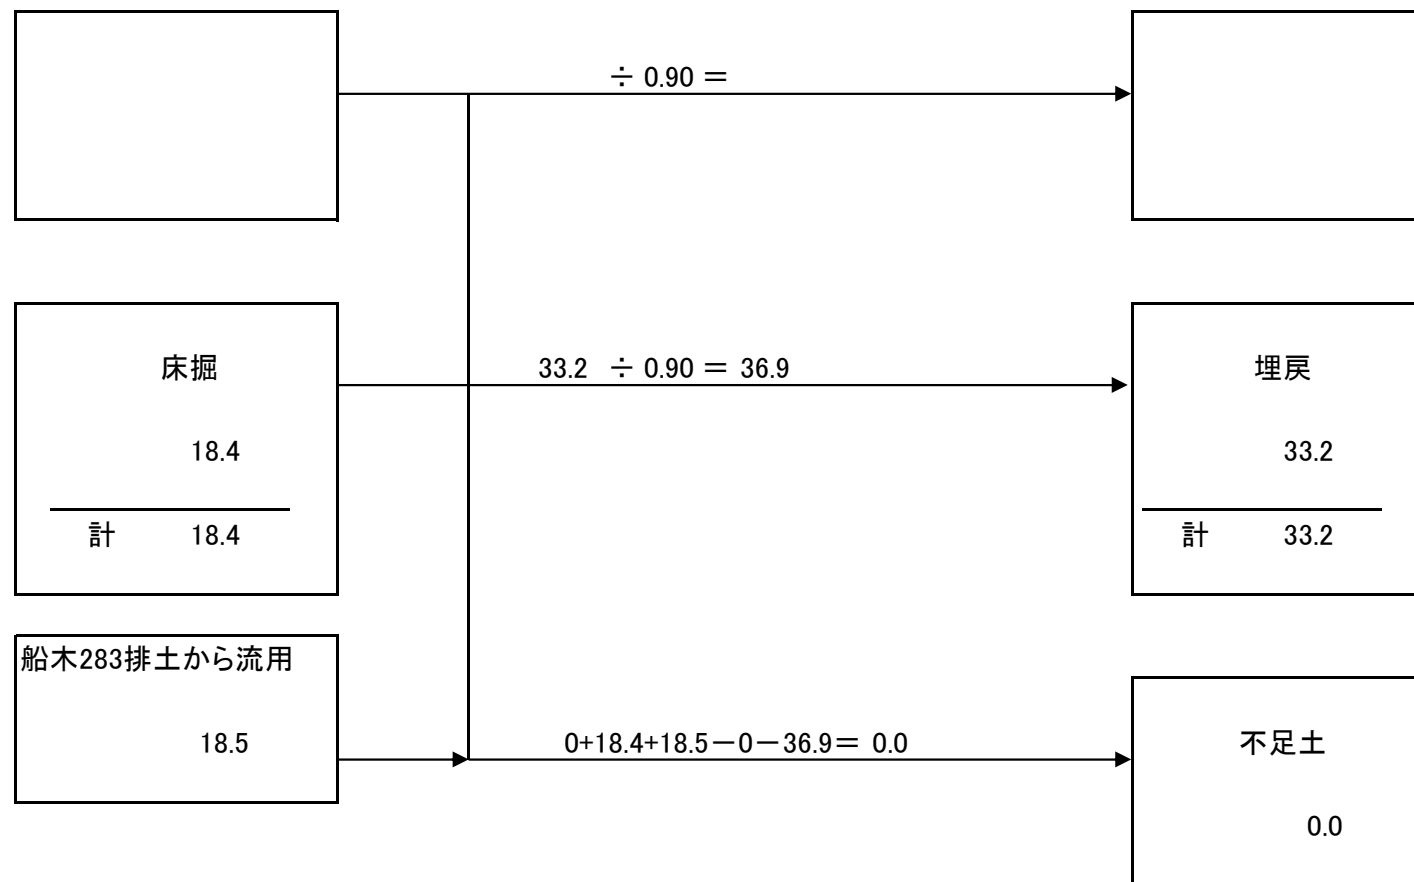 ÷ 0.90 ＝
床掘
33.2 ÷ 0.90 ＝ 36.9
埋戻
18.4
33.2
計 18.4
計 33.2
船木283排土から流用
18.5
0+18.4+18.5－0－36.9＝ 0.0
不足土
0.0